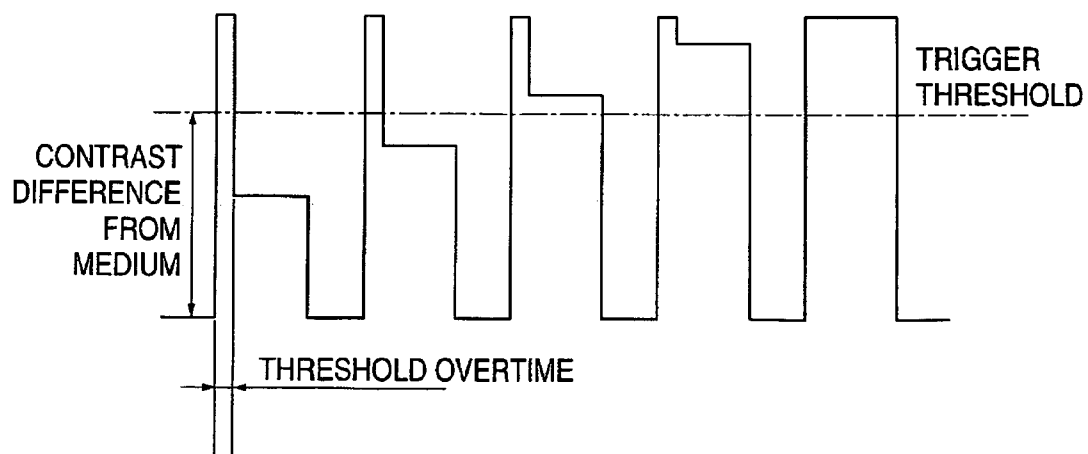 TRIGGER
THRESHOLD
CONTRAST
DIFFERENCE
FROM
MEDIUM
THRESHOLD OVERTIME